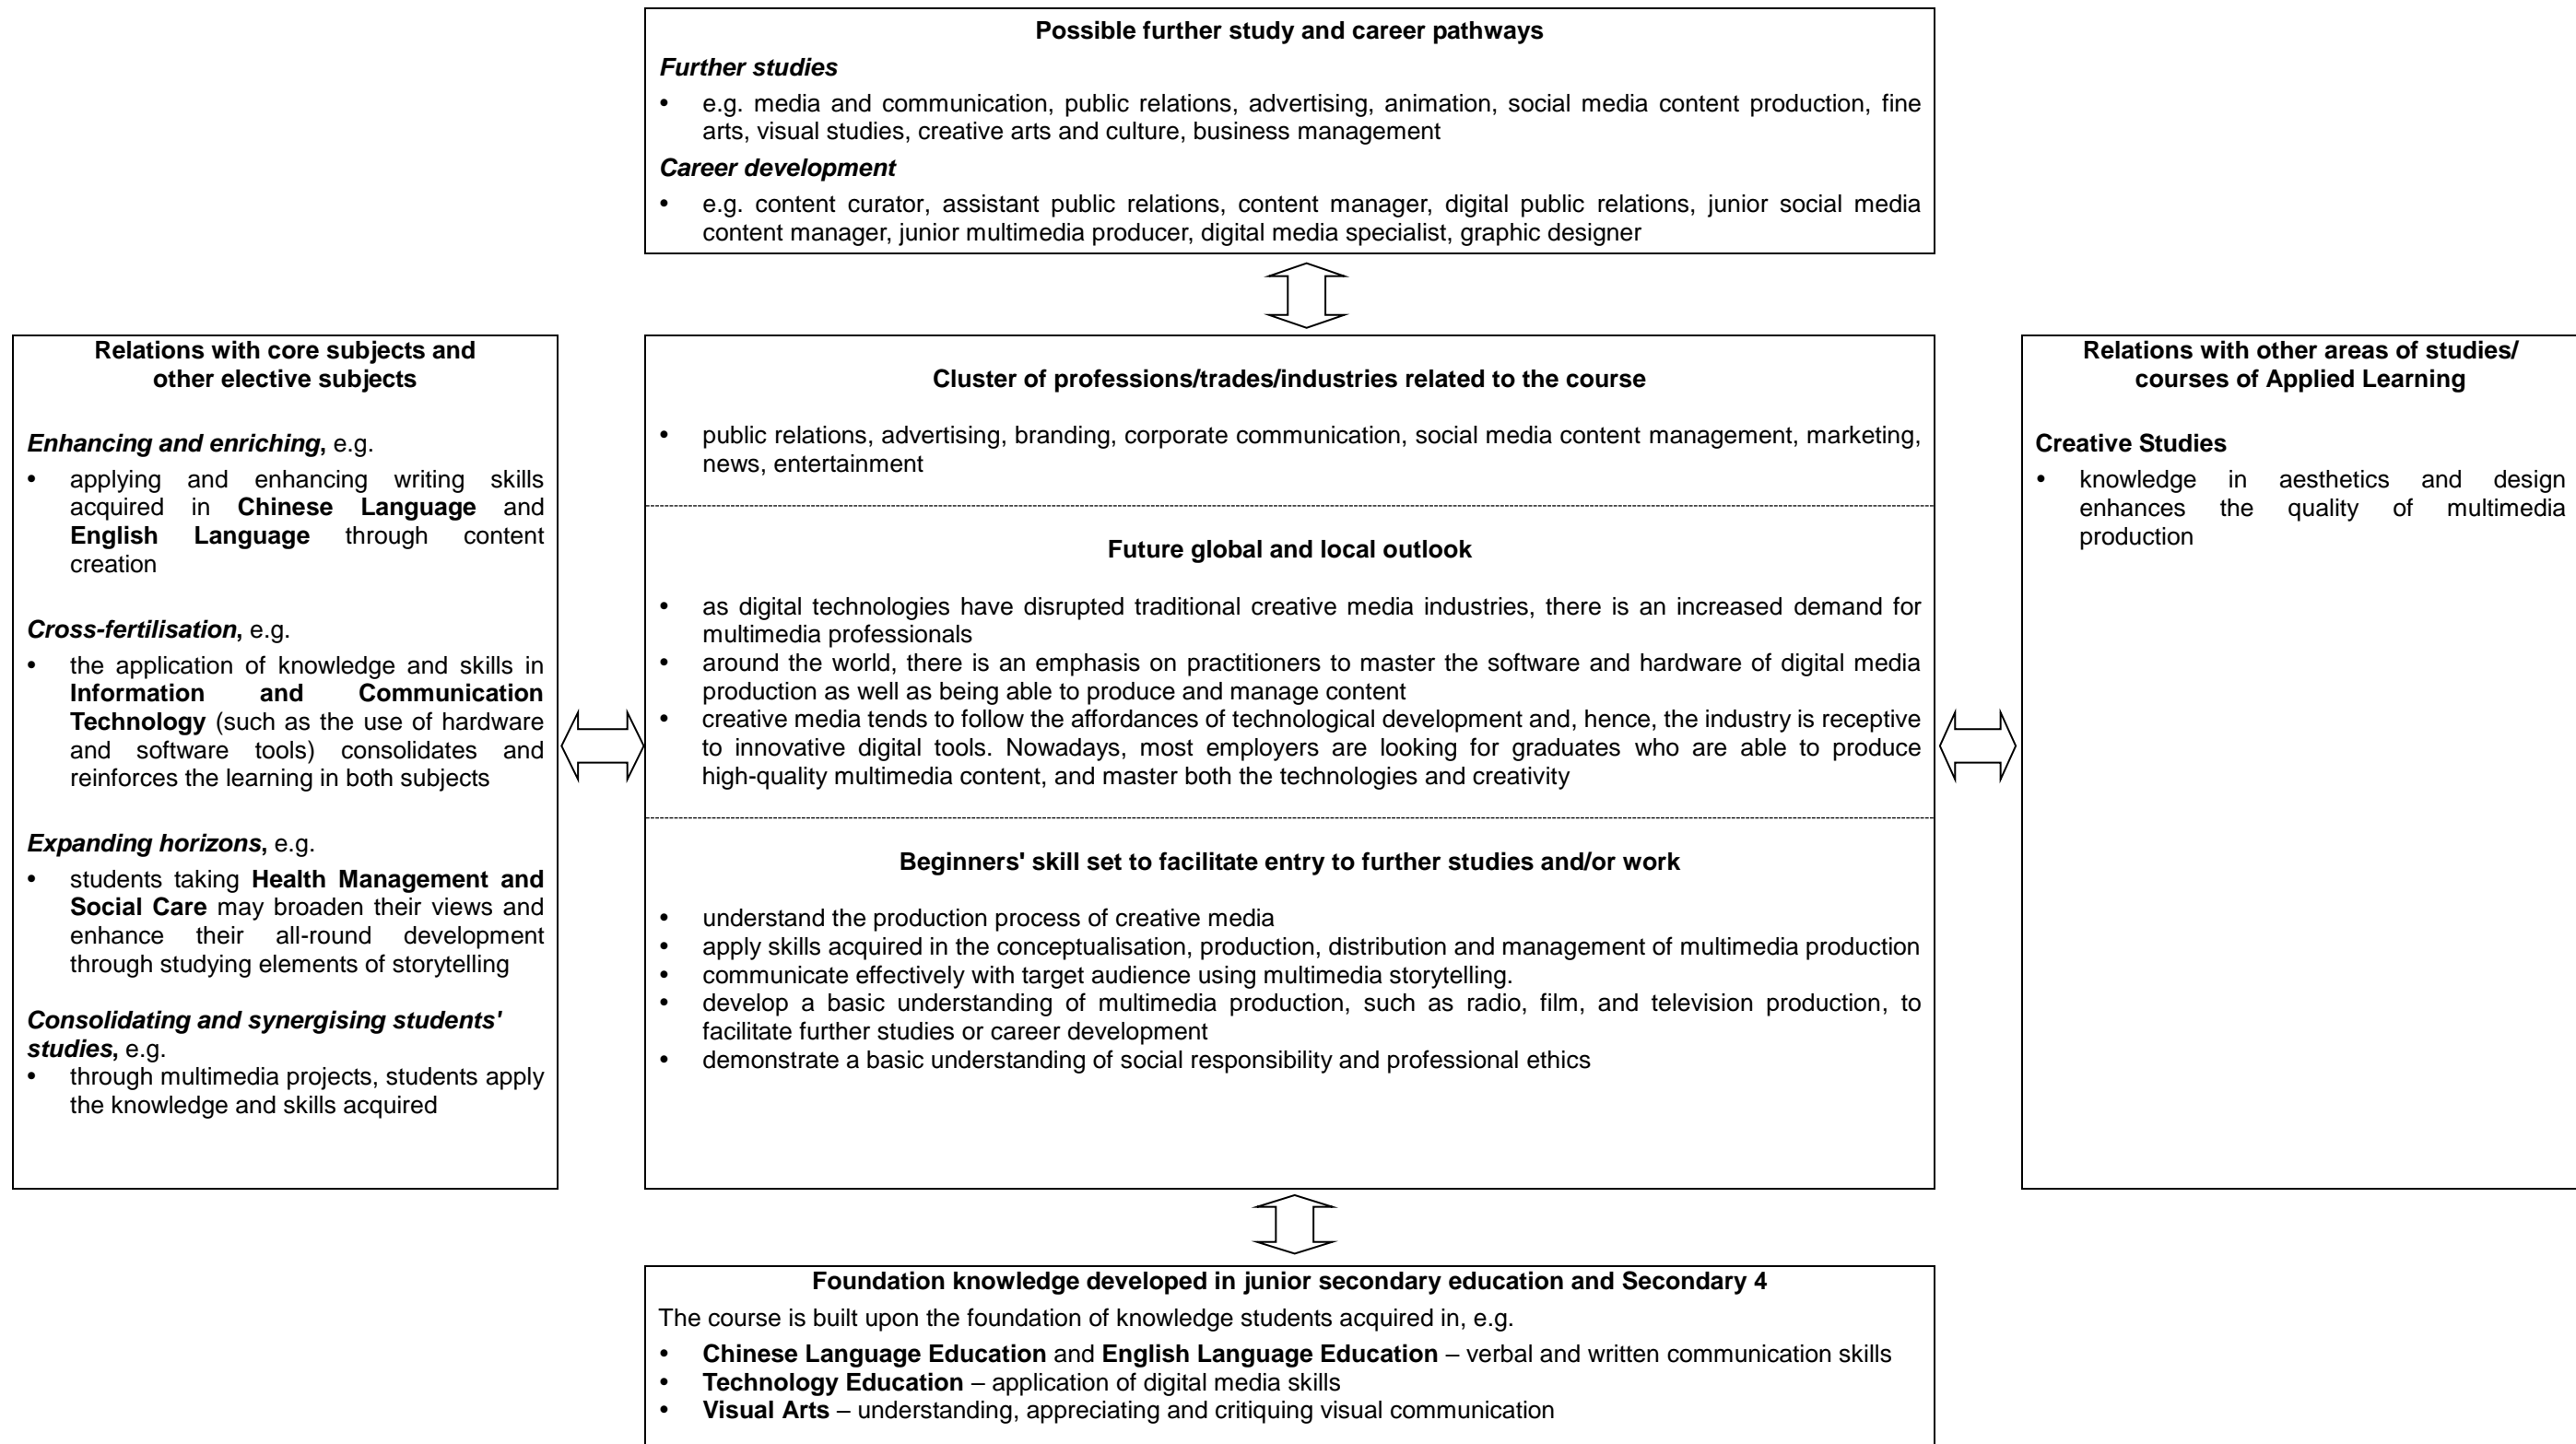 Possible further study and career pathways
Further studies
• e.g. media and communication, public relations, advertising, animation, social media content production, fine
arts, visual studies, creative arts and culture, business management
Career development
• e.g. content curator, assistant public relations, content manager, digital public relations, junior social media
content manager, junior multimedia producer, digital media specialist, graphic designer
Relations with core subjects and
other elective subjects
Enhancing and enriching, e.g.
• applying and enhancing writing skills
acquired in Chinese Language and
English Language through content
creation
Cross-fertilisation, e.g.
• the application of knowledge and skills in
Information and Communication
Technology (such as the use of hardware
and software tools) consolidates and
reinforces the learning in both subjects
Expanding horizons, e.g.
• students taking Health Management and
Social Care may broaden their views and
enhance their all-round development
through studying elements of storytelling
Consolidating and synergising students'
studies, e.g.
• through multimedia projects, students apply
the knowledge and skills acquired
Cluster of professions/trades/industries related to the course
• public relations, advertising, branding, corporate communication, social media content management, marketing,
news, entertainment
Future global and local outlook
• as digital technologies have disrupted traditional creative media industries, there is an increased demand for
multimedia professionals
• around the world, there is an emphasis on practitioners to master the software and hardware of digital media
production as well as being able to produce and manage content
• creative media tends to follow the affordances of technological development and, hence, the industry is receptive
to innovative digital tools. Nowadays, most employers are looking for graduates who are able to produce
high-quality multimedia content, and master both the technologies and creativity
Beginners' skill set to facilitate entry to further studies and/or work
• understand the production process of creative media
• apply skills acquired in the conceptualisation, production, distribution and management of multimedia production
• communicate effectively with target audience using multimedia storytelling.
• develop a basic understanding of multimedia production, such as radio, film, and television production, to
facilitate further studies or career development
• demonstrate a basic understanding of social responsibility and professional ethics
Relations with other areas of studies/
courses of Applied Learning
Creative Studies
• knowledge in aesthetics and design
enhances the quality of multimedia
production
Foundation knowledge developed in junior secondary education and Secondary 4
The course is built upon the foundation of knowledge students acquired in, e.g.
• Chinese Language Education and English Language Education – verbal and written communication skills
• Technology Education – application of digital media skills
• Visual Arts – understanding, appreciating and critiquing visual communication